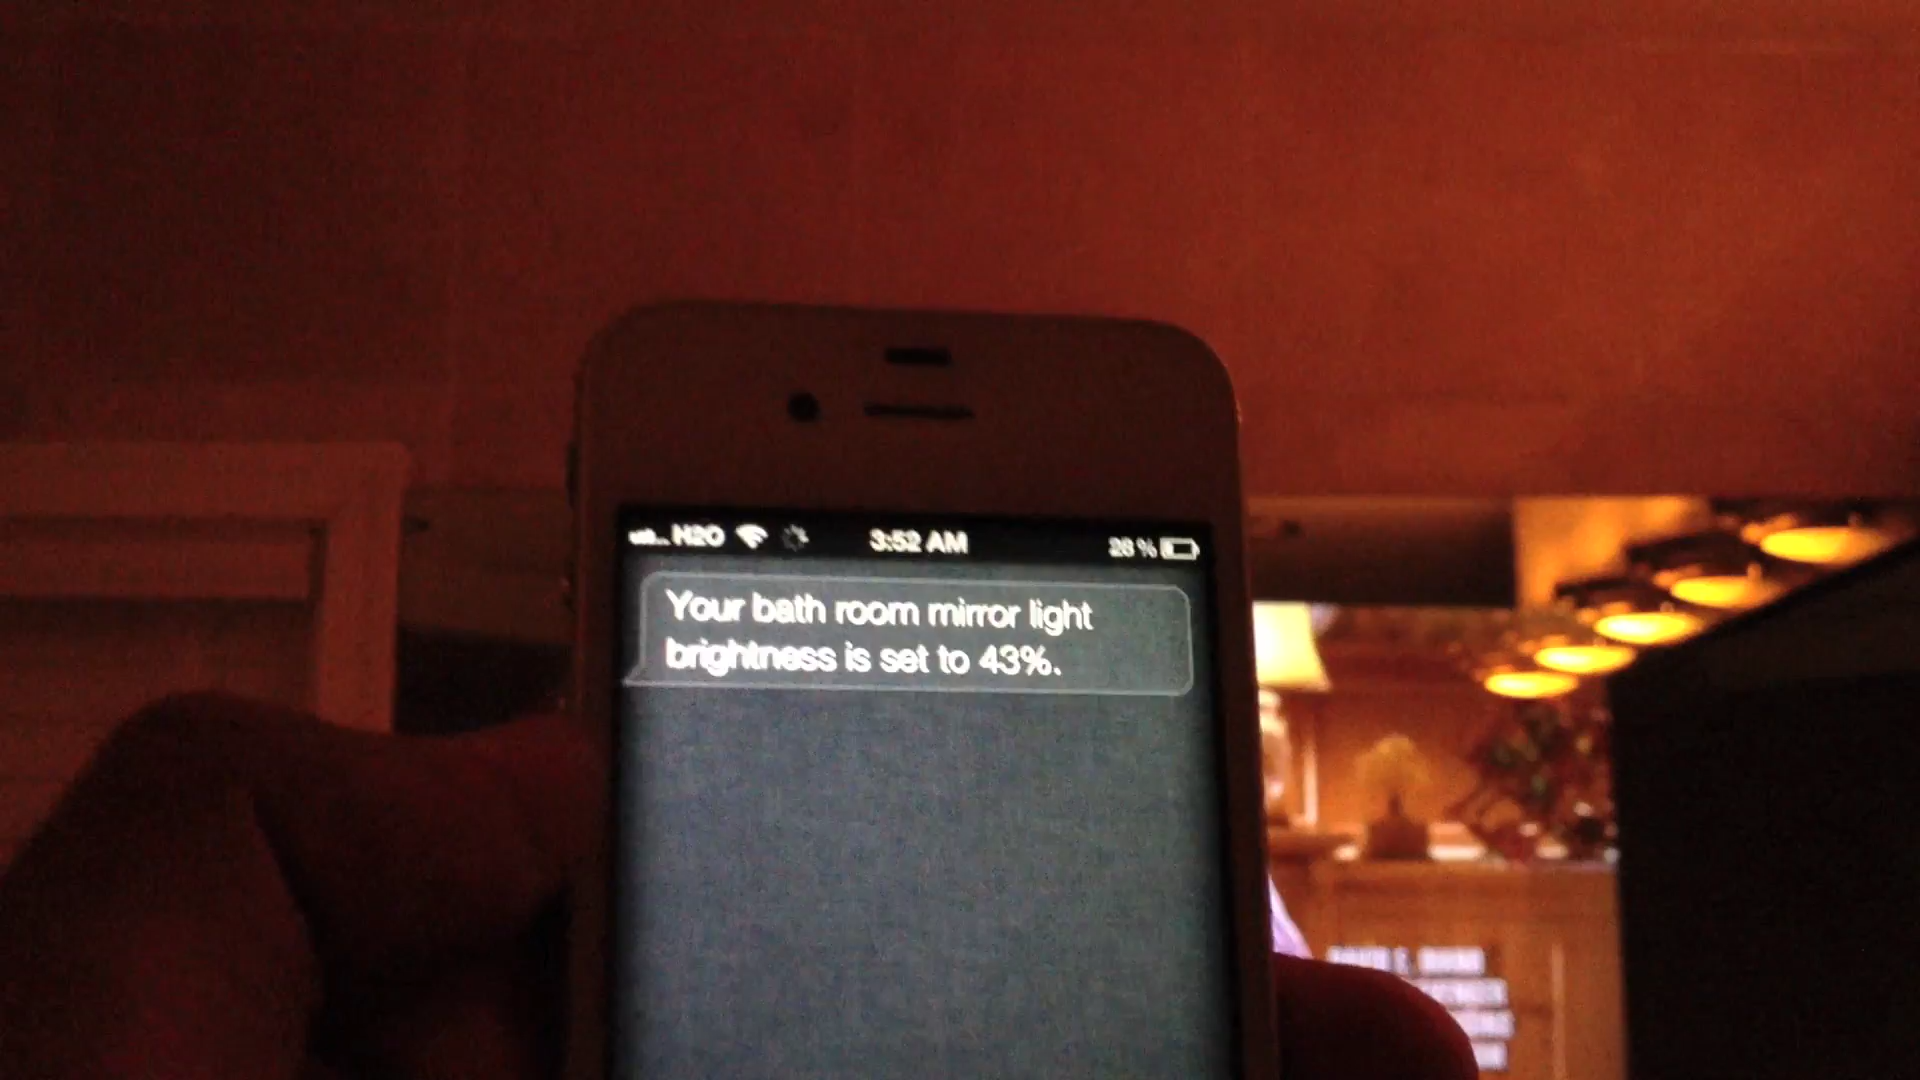 H2O 3:52 AM 28%
Your bath room mirror light
brightness is set to 43%.